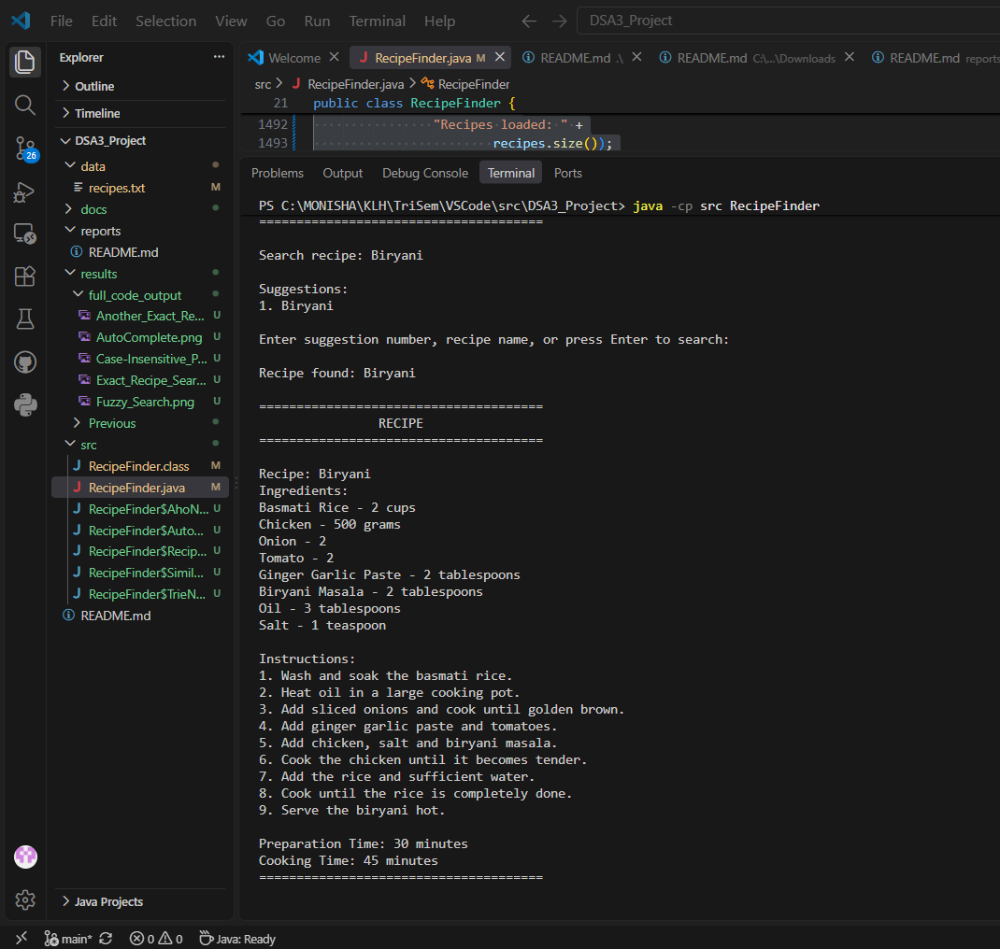 File Edit Selection View Go Run Terminal Help
DSA3_Project
Explorer
Outline
Timeline
DSA3_Project
data
recipes.txt M
docs
reports
README.md
results
full_code_output
Another_Exact_Re... U
AutoComplete.png U
Case-Insensitive_P... U
Exact_Recipe_Sear... U
Fuzzy_Search.png U
Previous
src
RecipeFinder.class M
RecipeFinder.java M
RecipeFinder$AhoN... U
RecipeFinder$Auto... U
RecipeFinder$Recip... U
RecipeFinder$Simil... U
RecipeFinder$TrieN... U
README.md
Java Projects
26
Welcome
RecipeFinder.java M
README.md .\
README.md C:\...\Downloads
README.md reports
src > RecipeFinder.java > RecipeFinder
21 public class RecipeFinder {
1492 "Recipes loaded: " +
1493 recipes.size());
Problems Output Debug Console Terminal Ports
PS C:\MONISHA\KLH\TriSem\VSCode\src\DSA3_Project> java -cp src RecipeFinder
======================================
Search recipe: Biryani
Suggestions:
1. Biryani
Enter suggestion number, recipe name, or press Enter to search:
Recipe found: Biryani
======================================
RECIPE
======================================
Recipe: Biryani
Ingredients:
Basmati Rice - 2 cups
Chicken - 500 grams
Onion - 2
Tomato - 2
Ginger Garlic Paste - 2 tablespoons
Biryani Masala - 2 tablespoons
Oil - 3 tablespoons
Salt - 1 teaspoon
Instructions:
1. Wash and soak the basmati rice.
2. Heat oil in a large cooking pot.
3. Add sliced onions and cook until golden brown.
4. Add ginger garlic paste and tomatoes.
5. Add chicken, salt and biryani masala.
6. Cook the chicken until it becomes tender.
7. Add the rice and sufficient water.
8. Cook until the rice is completely done.
9. Serve the biryani hot.
Preparation Time: 30 minutes
Cooking Time: 45 minutes
======================================
main* 0 0 Java: Ready